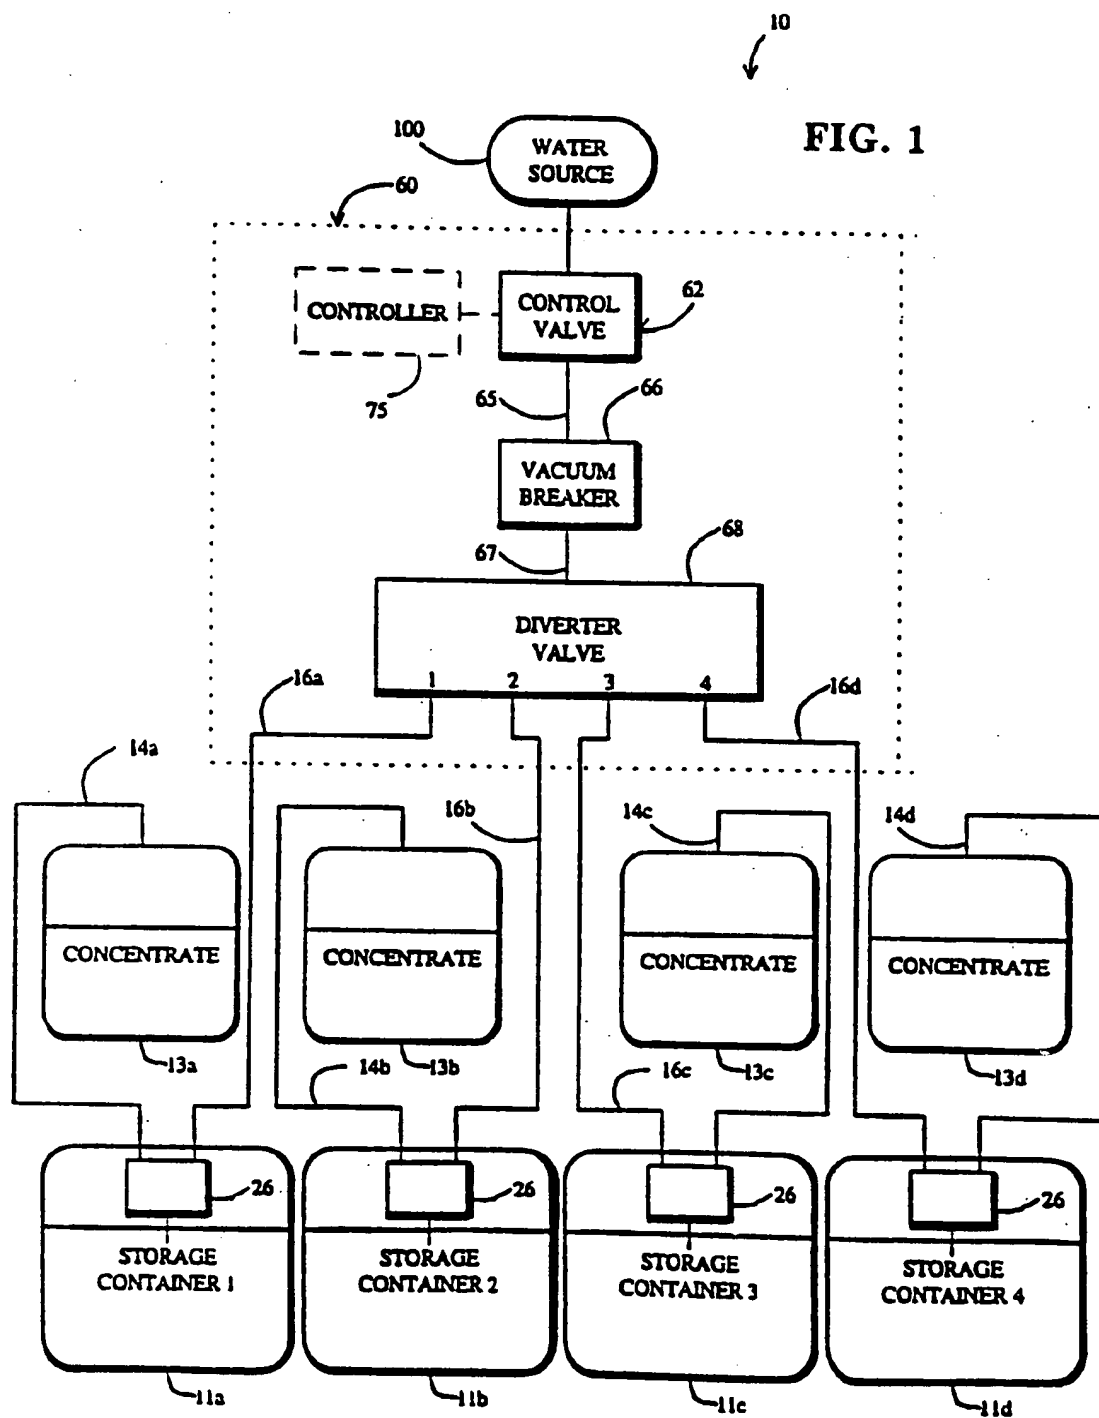 10
FIG. 1
100
WATER
SOURCE
60
CONTROLLER
CONTROL
VALVE
62
75
65
66
VACUUM
BREAKER
67
68
DIVERTER
VALVE
1 2 3 4
16a
16d
14a
16b
14c
14d
CONCENTRATE CONCENTRATE CONCENTRATE CONCENTRATE
13a 14b 13b 16c 13c 13d
26 26 26 26
STORAGE
CONTAINER 1
STORAGE
CONTAINER 2
STORAGE
CONTAINER 3
STORAGE
CONTAINER 4
11a 11b 11c 11d